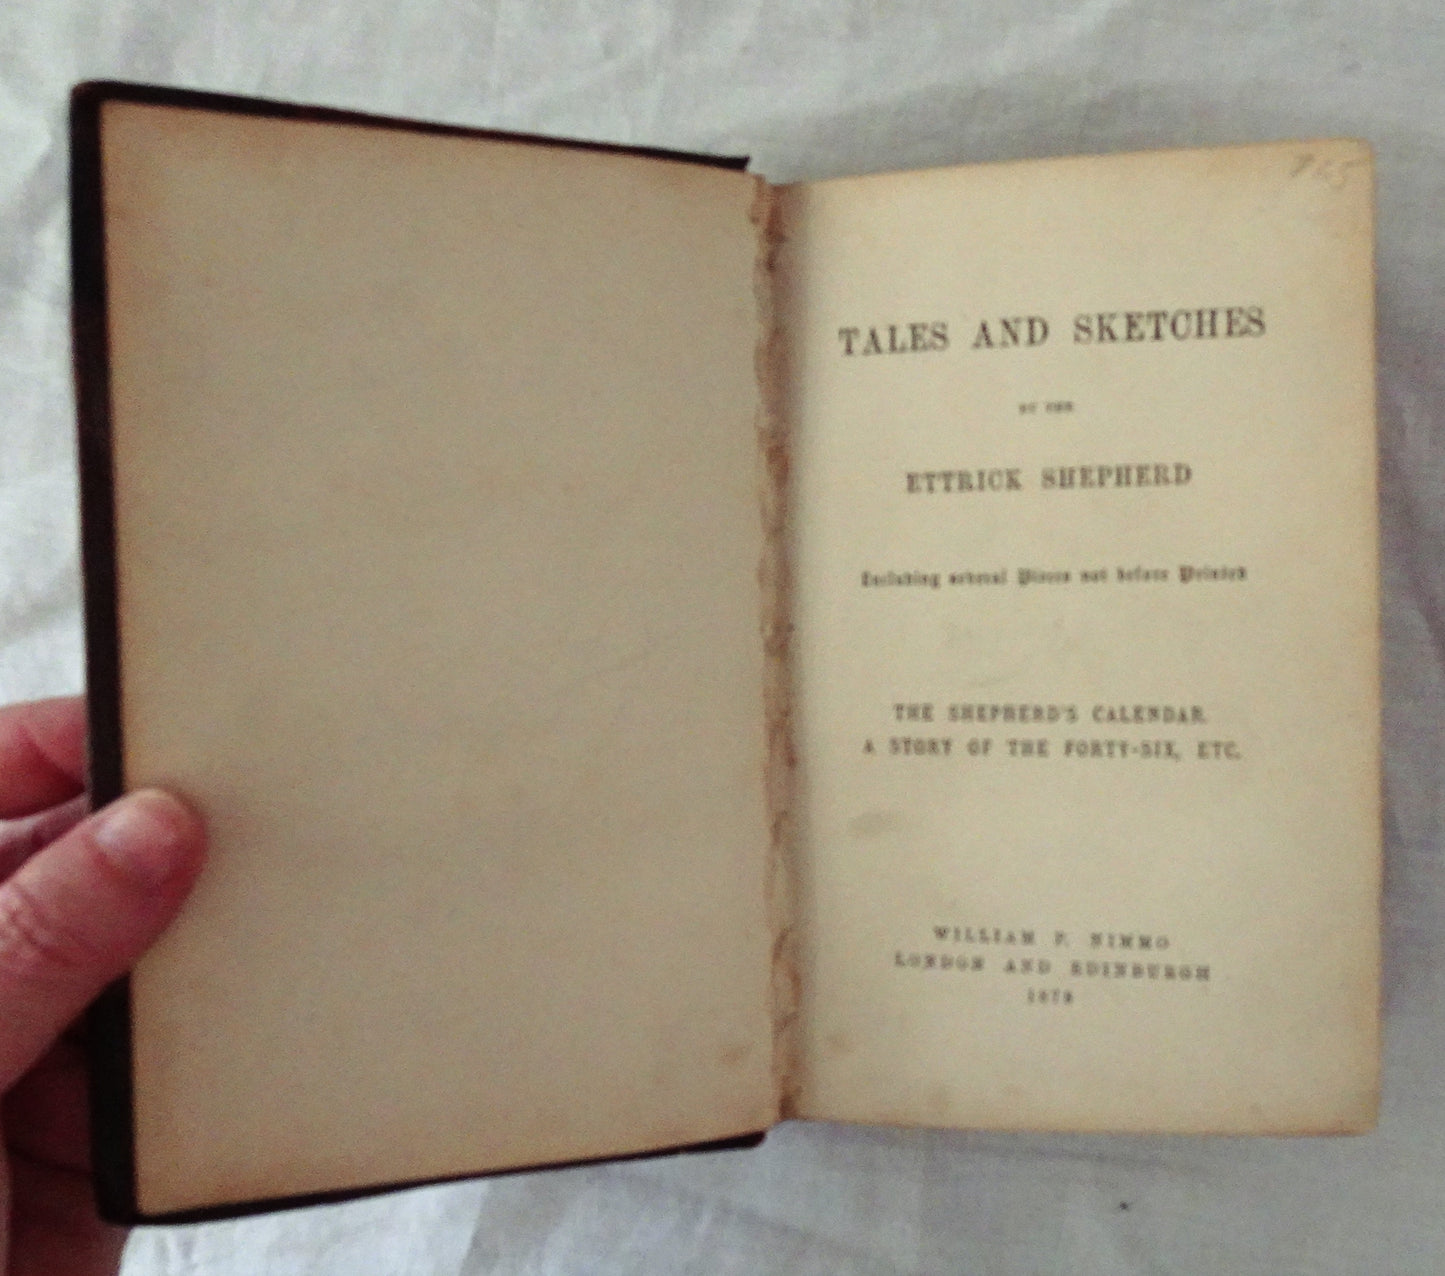 TALES AND SKETCHES
BY THE
ETTRICK SHEPHERD
Including several Pieces not before Printed
THE SHEPHERD'S CALENDAR.
A STORY OF THE FORTY-SIX, ETC.
WILLIAM P. NIMMO
LONDON AND EDINBURGH